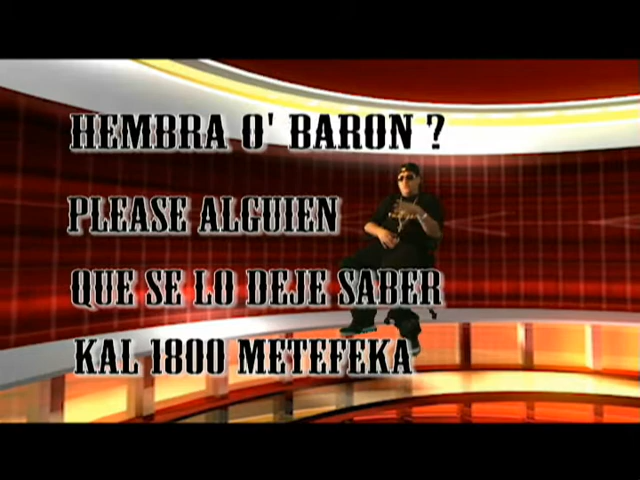 HEMBRA O' BARON ?
PLEASE ALGUIEN
QUE SE LO DEJE SABER
KAL 1800 METEFEKA